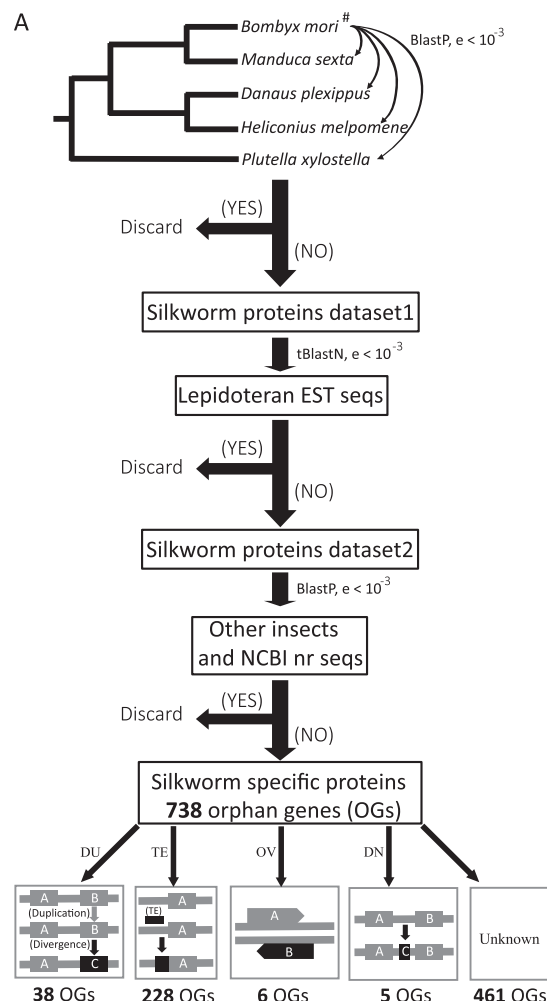 A
Bombyx mori #
BlastP, e < 10-3
Manduca sexta
Danaus plexippus
Heliconius melpomene
Plutella xylostella
(YES)
Discard
(NO)
Silkworm proteins dataset1
tBlastN, e < 10-3
Lepidoteran EST seqs
(YES)
Discard
(NO)
Silkworm proteins dataset2
BlastP, e < 10-3
Other insects
and NCBI nr seqs
(YES)
Discard
(NO)
Silkworm specific proteins
738 orphan genes (OGs)
DU
TE
OV
DN
A B
(Duplication)
A B
(Divergence)
A C
A
(TE)
A
A
A
B
A B
A C B
Unknown
38 OGs
228 OGs
6 OGs
5 OGs
461 OGs